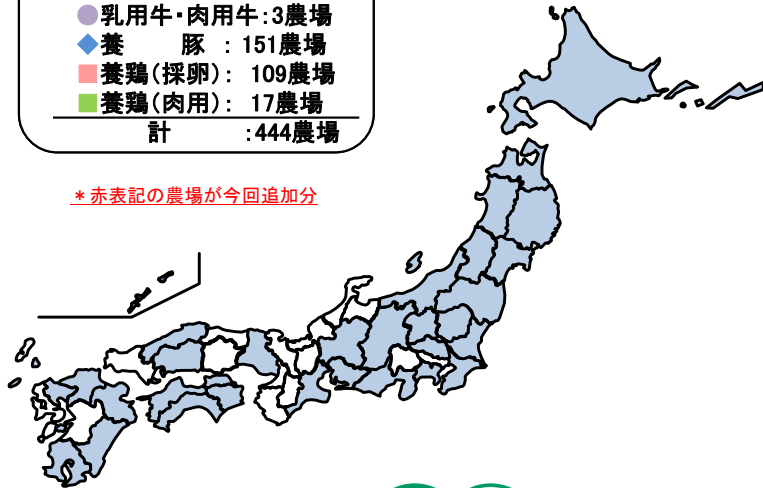 ●乳用牛・肉用牛:3農場
◆養　　豚　: 151農場
■養鶏(採卵): 109農場
■養鶏(肉用): 17農場
計　　　:444農場
＊赤表記の農場が今回追加分